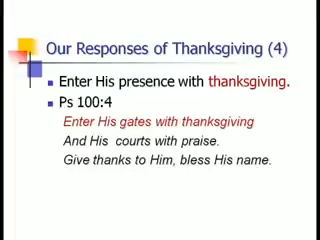 Our Responses of Thanksgiving (4)
Enter His presence with thanksgiving.
Ps 100:4
Enter His gates with thanksgiving
And His courts with praise.
Give thanks to Him, bless His name.